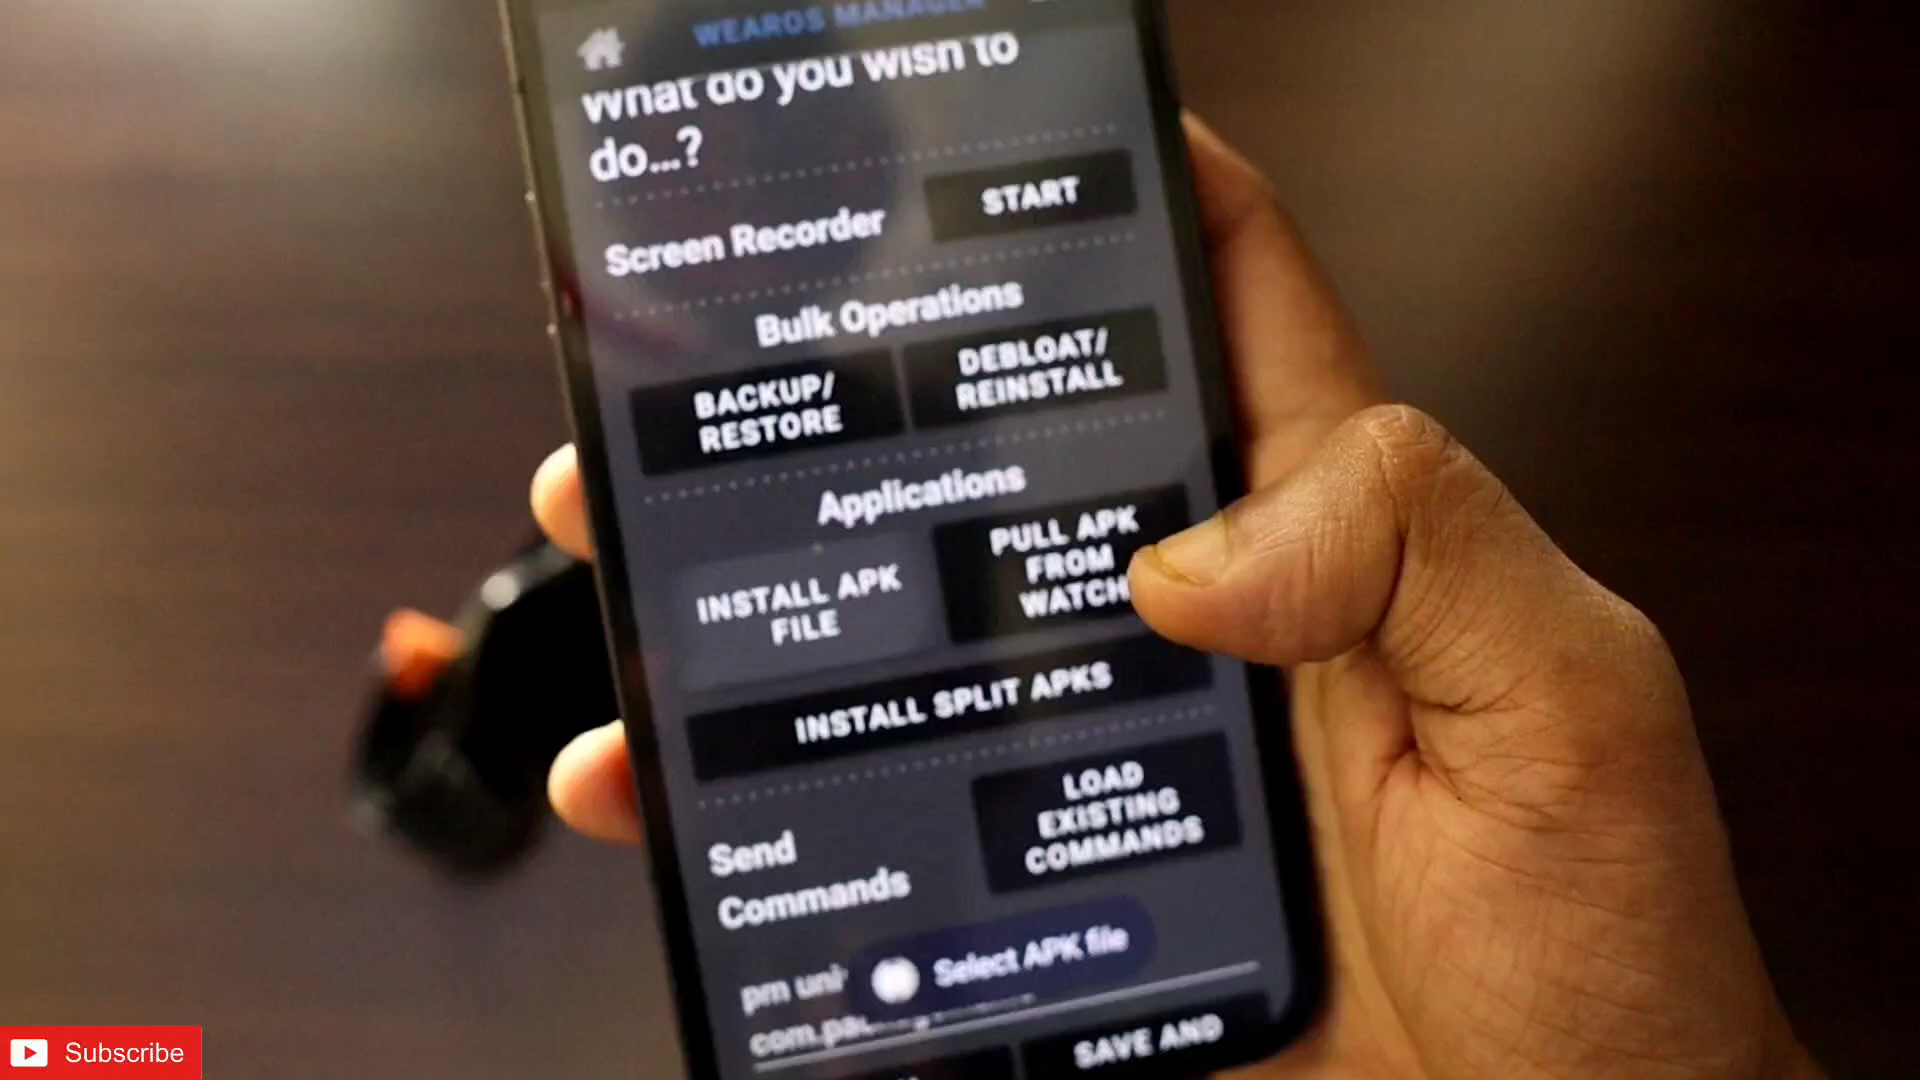 WEAROS MANAGER
What do you wish to
do...?
Screen Recorder
START
Bulk Operations
BACKUP/
RESTORE
DEBLOAT/
REINSTALL
Applications
INSTALL APK
FILE
PULL APK
FROM
WATCH
INSTALL SPLIT APKS
Send
Commands
LOAD
EXISTING
COMMANDS
Select APK file
pm uni
com.pa
SAVE AND
Subscribe